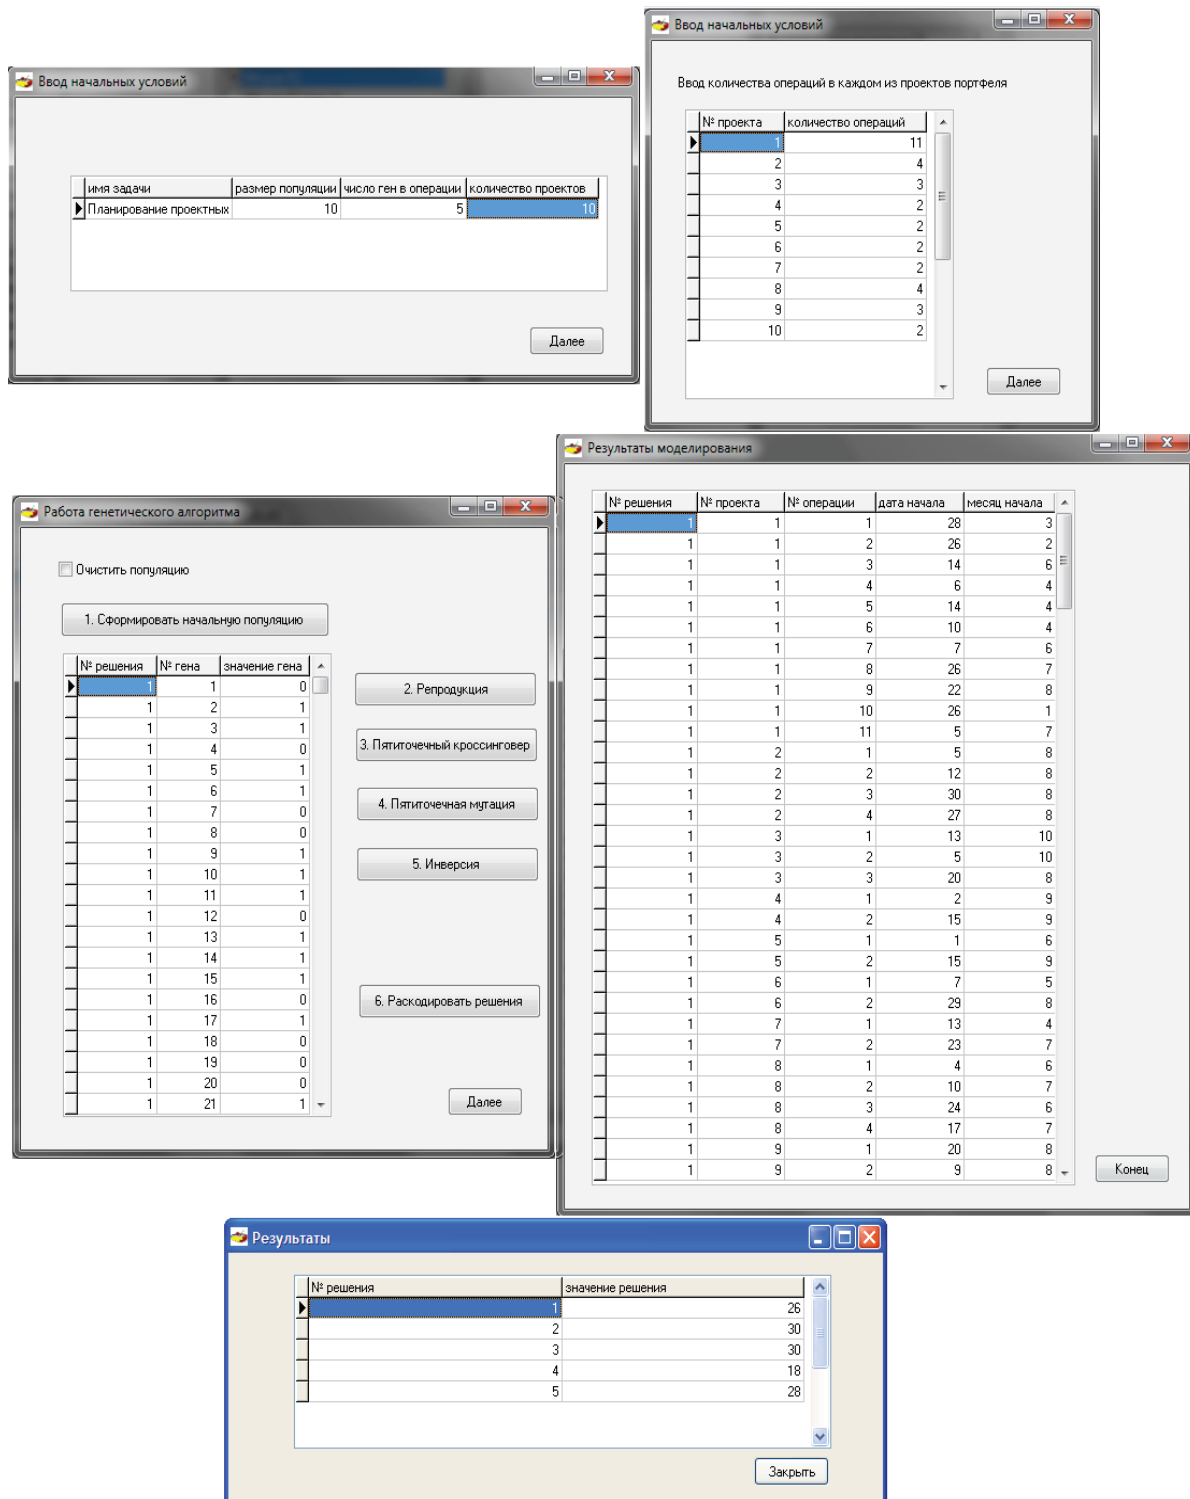 Ввод начальных условий
имя задачи размер популяции число ген в операции количество проектов
Планирование проектных 10 5 10
Далее
Ввод начальных условий
Ввод количества операций в каждом из проектов портфеля
№ проекта количество операций
1 11
2 4
3 3
4 2
5 2
6 2
7 2
8 4
9 3
10 2
Далее
Работа генетического алгоритма
Очистить популяцию
1. Сформировать начальную популяцию
№ решения № гена значение гена
1 1 0
1 2 1
1 3 1
1 4 0
1 5 1
1 6 1
1 7 0
1 8 0
1 9 1
1 10 1
1 11 1
1 12 0
1 13 1
1 14 1
1 15 1
1 16 0
1 17 1
1 18 0
1 19 0
1 20 0
1 21 1
2. Репродукция
3. Пятиточечный кроссинговер
4. Пятиточечная мутация
5. Инверсия
6. Раскодировать решения
Далее
Результаты моделирования
№ решения № проекта № операции дата начала месяц начала
1 1 1 28 3
1 1 2 26 2
1 1 3 14 6
1 1 4 6 4
1 1 5 14 4
1 1 6 10 4
1 1 7 7 6
1 1 8 26 7
1 1 9 22 8
1 1 10 26 1
1 1 11 5 7
1 2 1 5 8
1 2 2 12 8
1 2 3 30 8
1 2 4 27 8
1 3 1 13 10
1 3 2 5 10
1 3 3 20 8
1 4 1 2 9
1 4 2 15 9
1 5 1 1 6
1 5 2 15 9
1 6 1 7 5
1 6 2 29 8
1 7 1 13 4
1 7 2 23 7
1 8 1 4 6
1 8 2 10 7
1 8 3 24 6
1 8 4 17 7
1 9 1 20 8
1 9 2 9 8
Конец
Результаты
№ решения значение решения
1 26
2 30
3 30
4 18
5 28
Закрыть